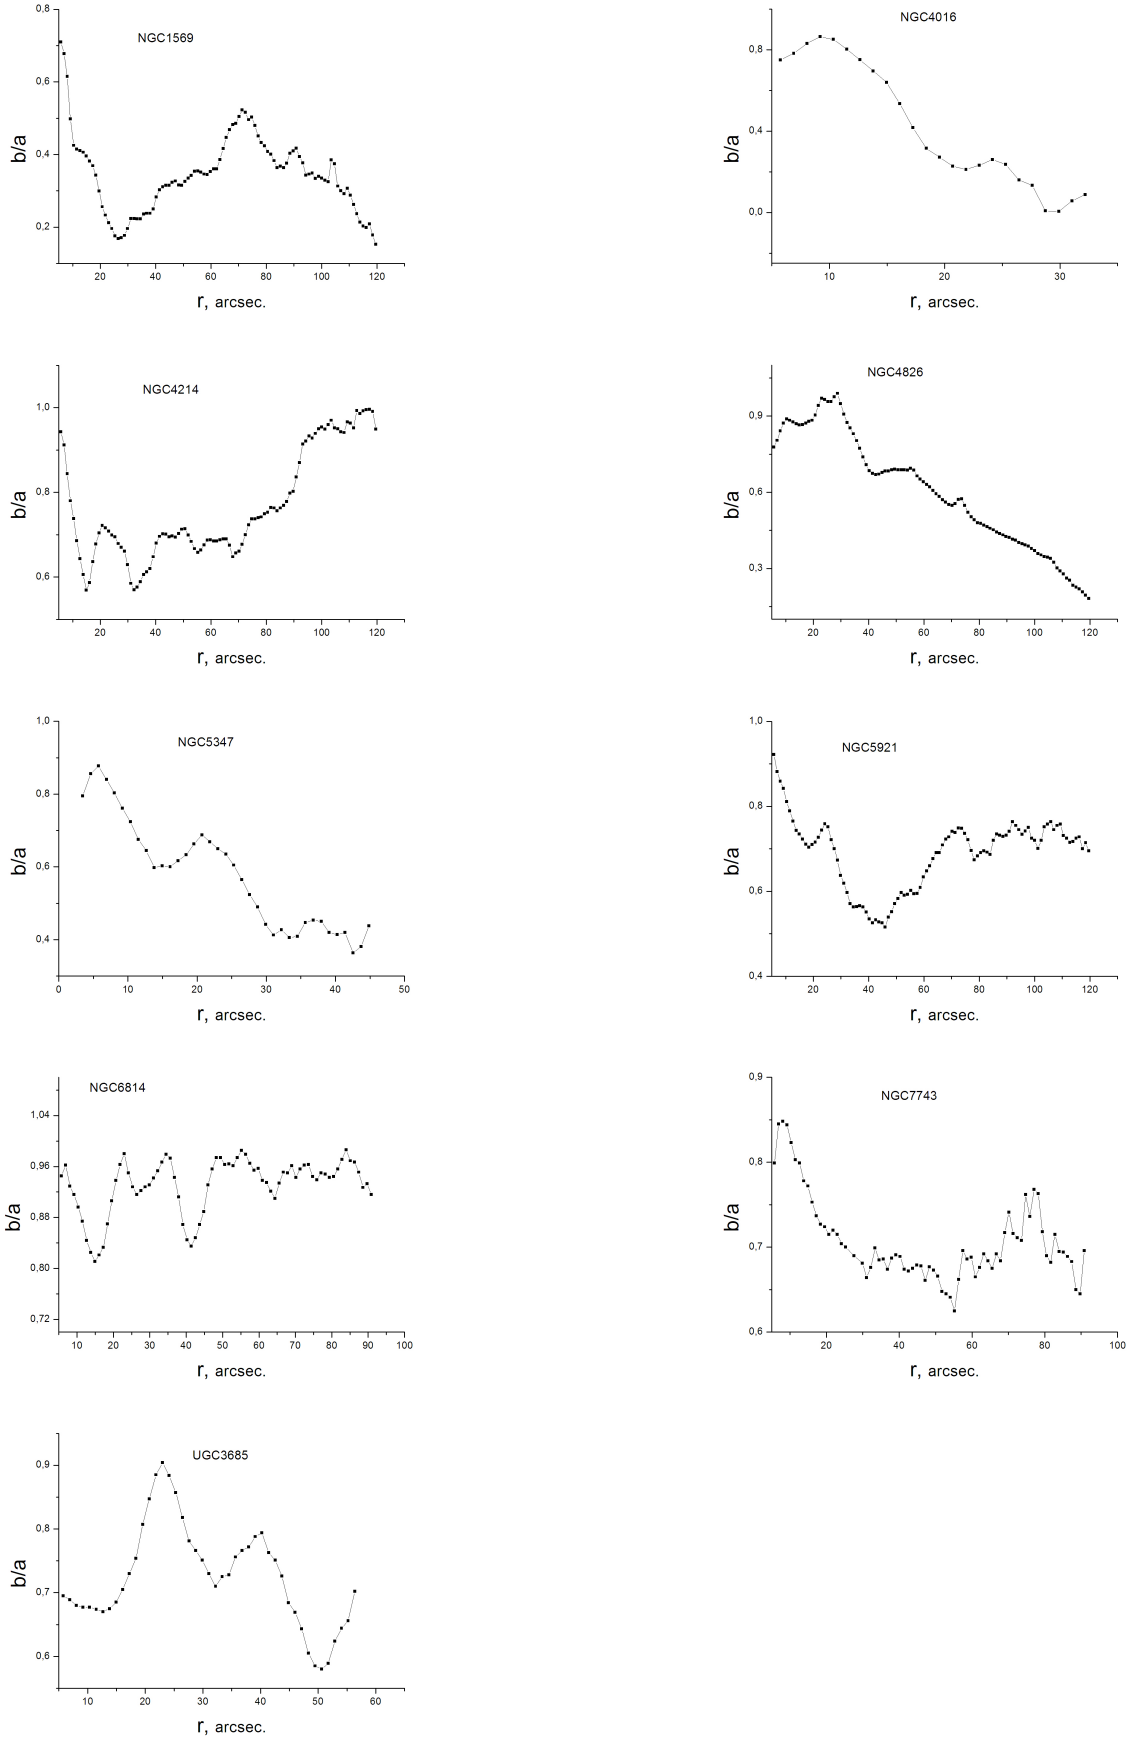 NGC1569
0,8
0,6
0,4
0,2
b/a
20 40 60 80 100 120
r, arcsec.
NGC4016
0,8
0,4
0,0
b/a
10 20 30
r, arcsec.
NGC4214
1,0
0,8
0,6
b/a
20 40 60 80 100 120
r, arcsec.
NGC4826
0,9
0,6
0,3
b/a
20 40 60 80 100 120
r, arcsec.
NGC5347
1,0
0,8
0,6
0,4
b/a
0 10 20 30 40 50
r, arcsec.
NGC5921
1,0
0,8
0,6
0,4
b/a
20 40 60 80 100 120
r, arcsec.
NGC6814
1,04
0,96
0,88
0,80
0,72
b/a
10 20 30 40 50 60 70 80 90 100
r, arcsec.
NGC7743
0,9
0,8
0,7
0,6
b/a
20 40 60 80 100
r, arcsec.
UGC3685
0,9
0,8
0,7
0,6
b/a
10 20 30 40 50 60
r, arcsec.